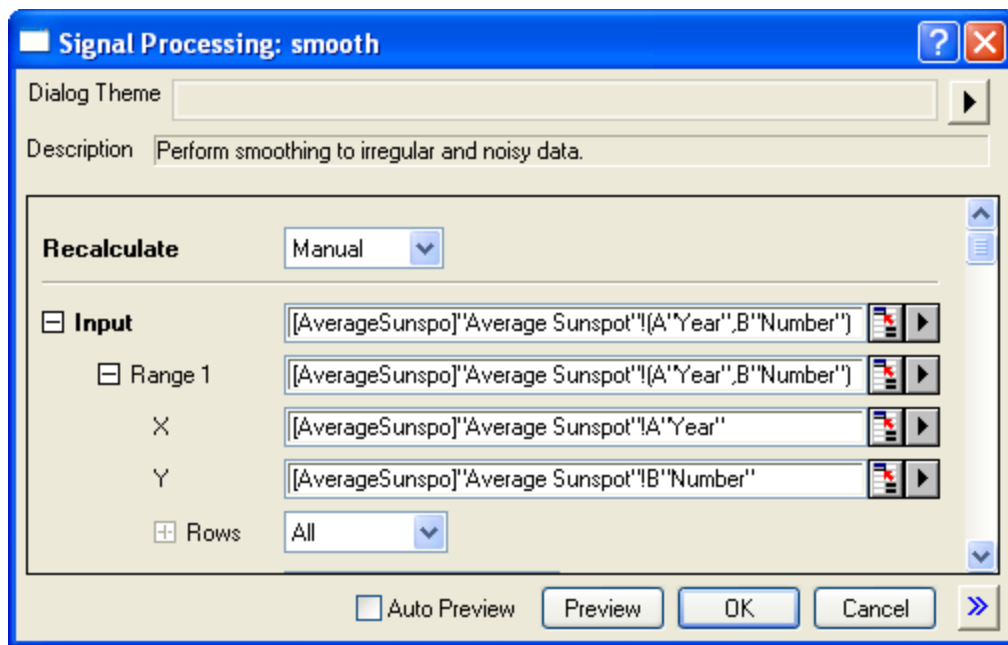 Signal Processing: smooth
Dialog Theme
Description Perform smoothing to irregular and noisy data.
Recalculate Manual
Input [AverageSunspo]"Average Sunspot"!(A"Year",B"Number")
Range 1 [AverageSunspo]"Average Sunspot"!(A"Year",B"Number")
X [AverageSunspo]"Average Sunspot"!A"Year"
Y [AverageSunspo]"Average Sunspot"!B"Number"
Rows All
Auto Preview Preview OK Cancel